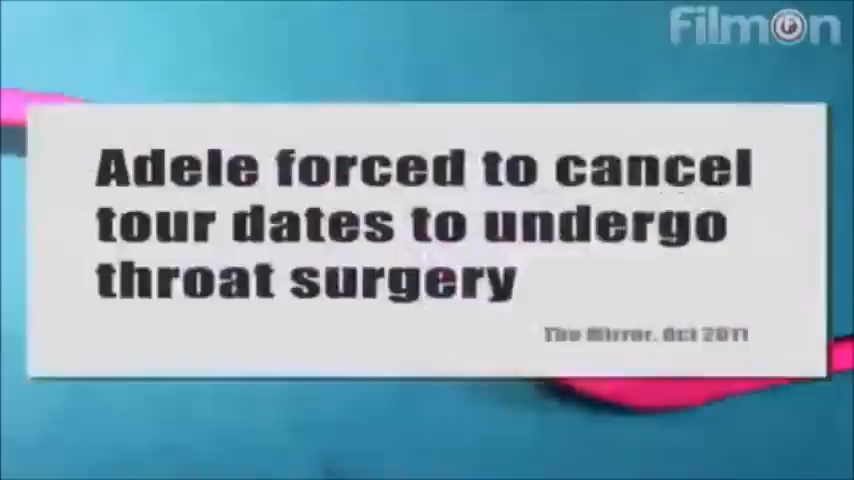 FilmOn
Adele forced to cancel
tour dates to undergo
throat surgery
The Mirror, Oct 2011